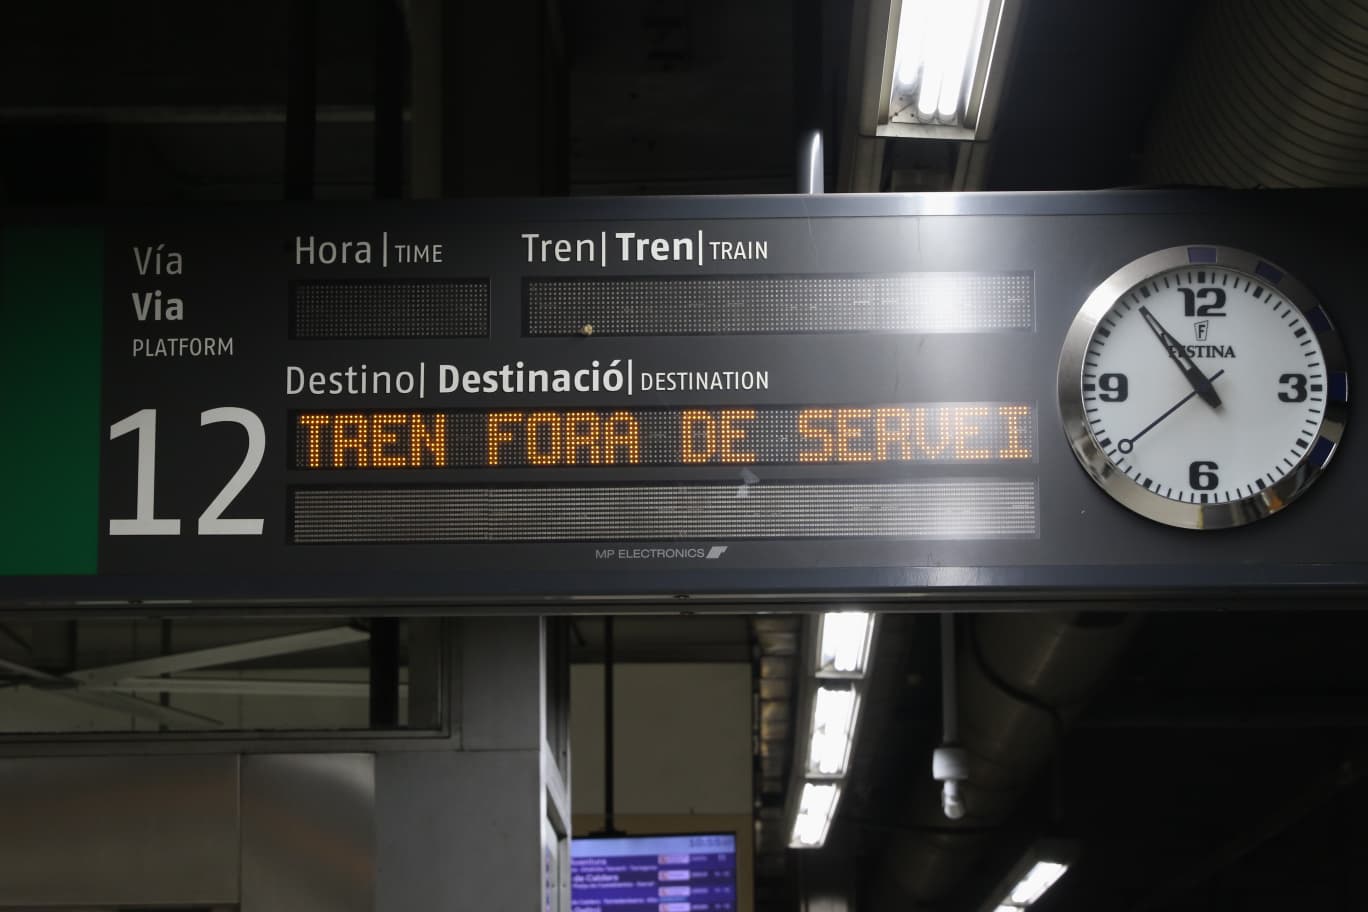 Vía
Via
PLATFORM
12
Hora | TIME
Tren| Tren| TRAIN
Destino| Destinació| DESTINATION
TREN FORA DE SERVEI
MP ELECTRONICS
12
F
FESTINA
9
3
6